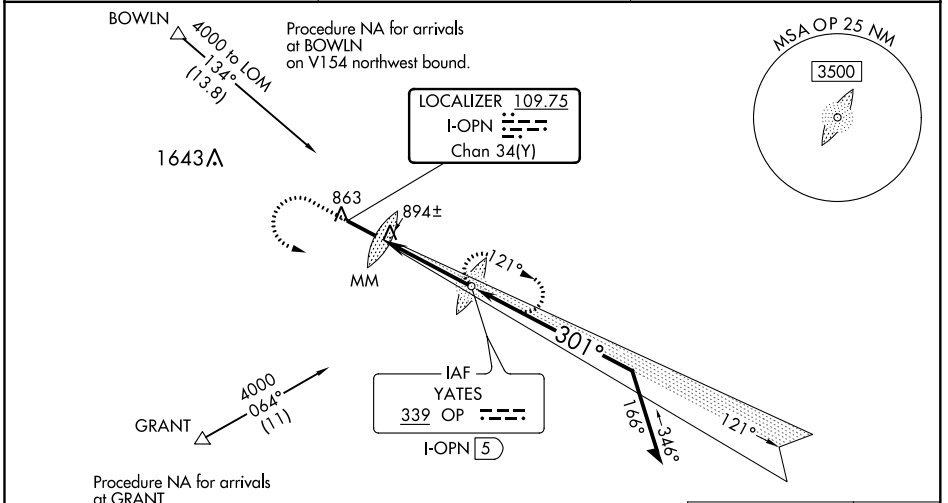 BOWLN
4000 to LOM
134°
(13.8)
Procedure NA for arrivals
at BOWLN
on V154 northwest bound.
MSA OP 25 NM
3500
LOCALIZER 109.75
I-OPN
Chan 34(Y)
1643
863
894±
MM
121°
301°
IAF
YATES
339 OP
I-OPN 5
166°
346°
121°
4000
064°
(11)
GRANT
Procedure NA for arrivals
at GRANT